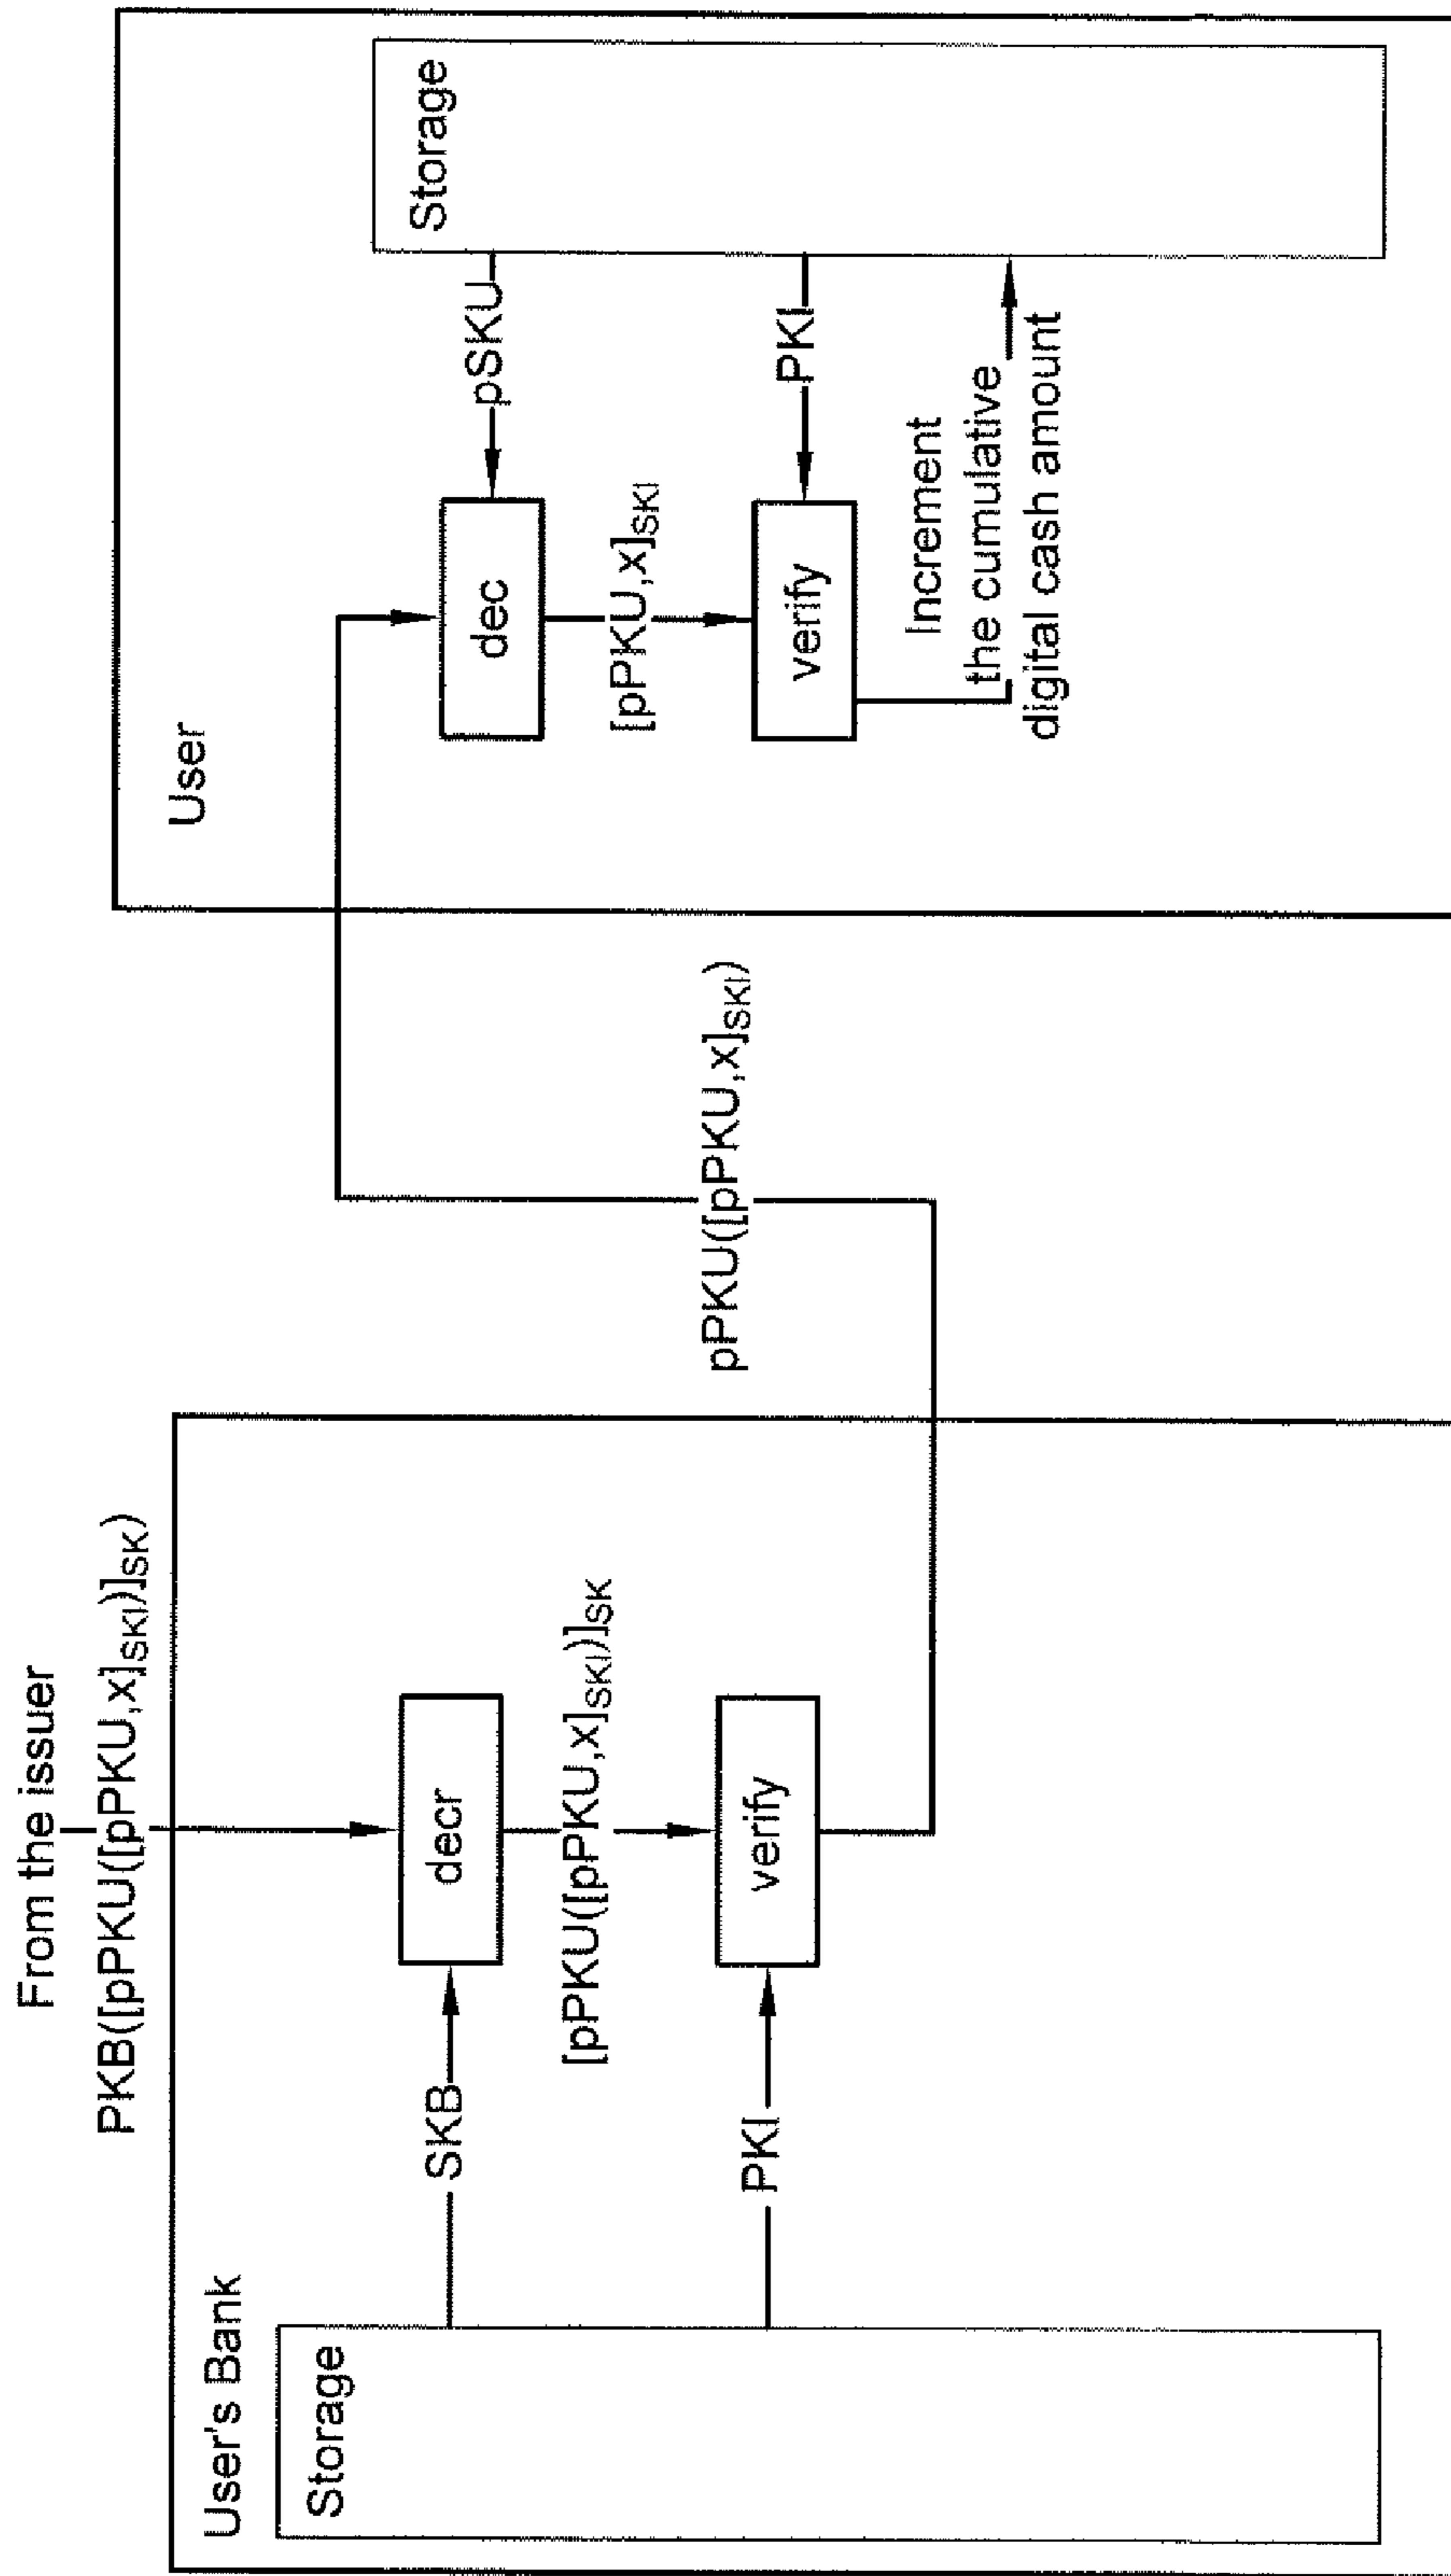 From the issuer
PKB([pPKU([pPKU,x]SKI)]SK)
User's Bank
Storage
SKB
decr
[pPKU([pPKU,x]SKI)]SK
PKI
verify
pPKU([pPKU,x]SKI)
User
Storage
pSKU
dec
[pPKU,x]SKI
PKI
verify
Increment
the cumulative
digital cash amount